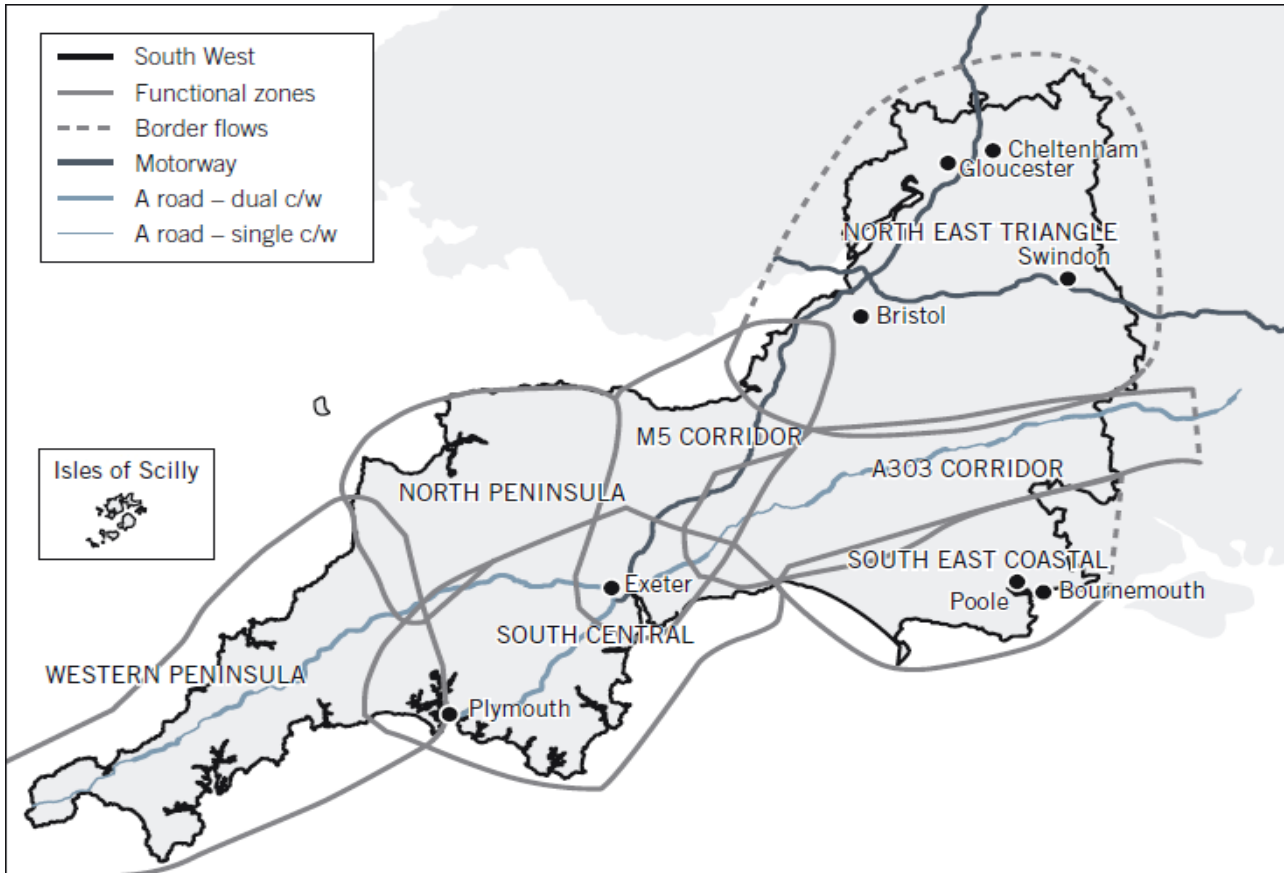 South West
Functional zones
Border flows
Motorway
A road – dual c/w
A road – single c/w
Cheltenham
Gloucester
NORTH EAST TRIANGLE
Swindon
Bristol
M5 CORRIDOR
A303 CORRIDOR
Isles of Scilly
NORTH PENINSULA
SOUTH EAST COASTAL
Exeter
Poole
Bournemouth
SOUTH CENTRAL
WESTERN PENINSULA
Plymouth